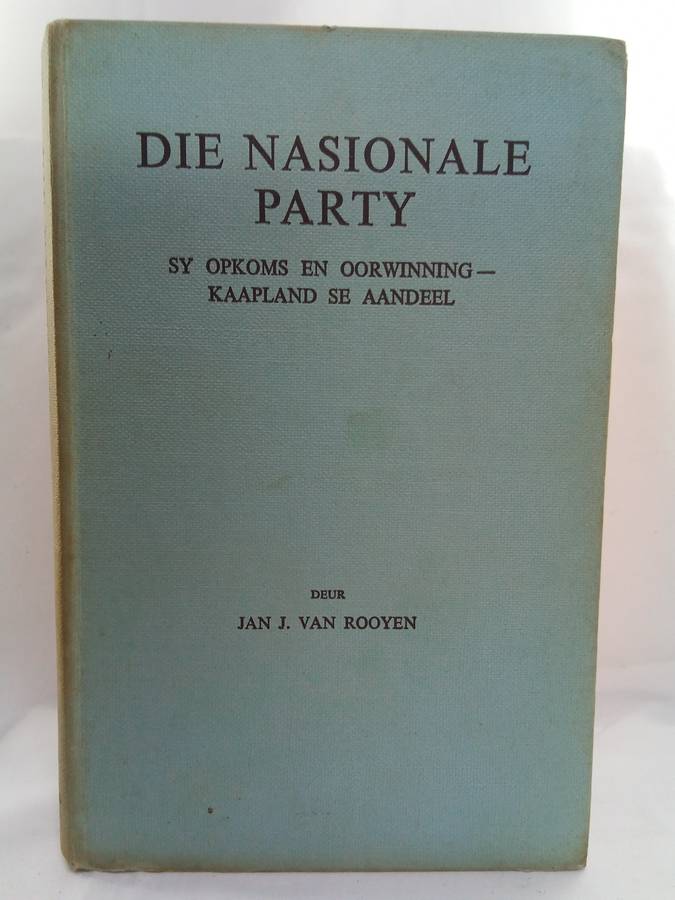 DIE NASIONALE
PARTY
SY OPKOMS EN OORWINNING—
KAAPLAND SE AANDEEL
DEUR
JAN J. VAN ROOYEN